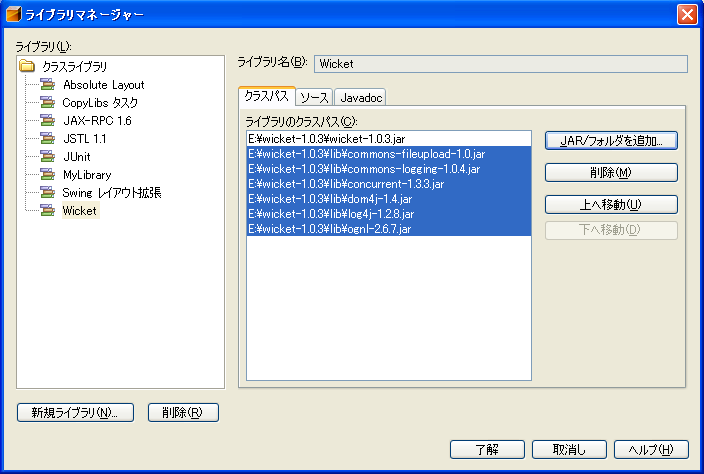 ライブラリマネージャー
ライブラリ(L):
クラスライブラリ
Absolute Layout
CopyLibs タスク
JAX-RPC 1.6
JSTL 1.1
JUnit
MyLibrary
Swing レイアウト拡張
Wicket
新規ライブラリ(N)...
削除(R)
ライブラリ名(B):
Wicket
クラスパス
ソース
Javadoc
ライブラリのクラスパス(C):
E:¥wicket-1.0.3¥wicket-1.0.3.jar
E:¥wicket-1.0.3¥lib¥commons-fileupload-1.0.jar
E:¥wicket-1.0.3¥lib¥commons-logging-1.0.4.jar
E:¥wicket-1.0.3¥lib¥concurrent-1.3.3.jar
E:¥wicket-1.0.3¥lib¥dom4j-1.4.jar
E:¥wicket-1.0.3¥lib¥log4j-1.2.8.jar
E:¥wicket-1.0.3¥lib¥ognl-2.6.7.jar
JAR/フォルダを追加...
削除(M)
上へ移動(U)
下へ移動(D)
了解
取消し
ヘルプ(H)